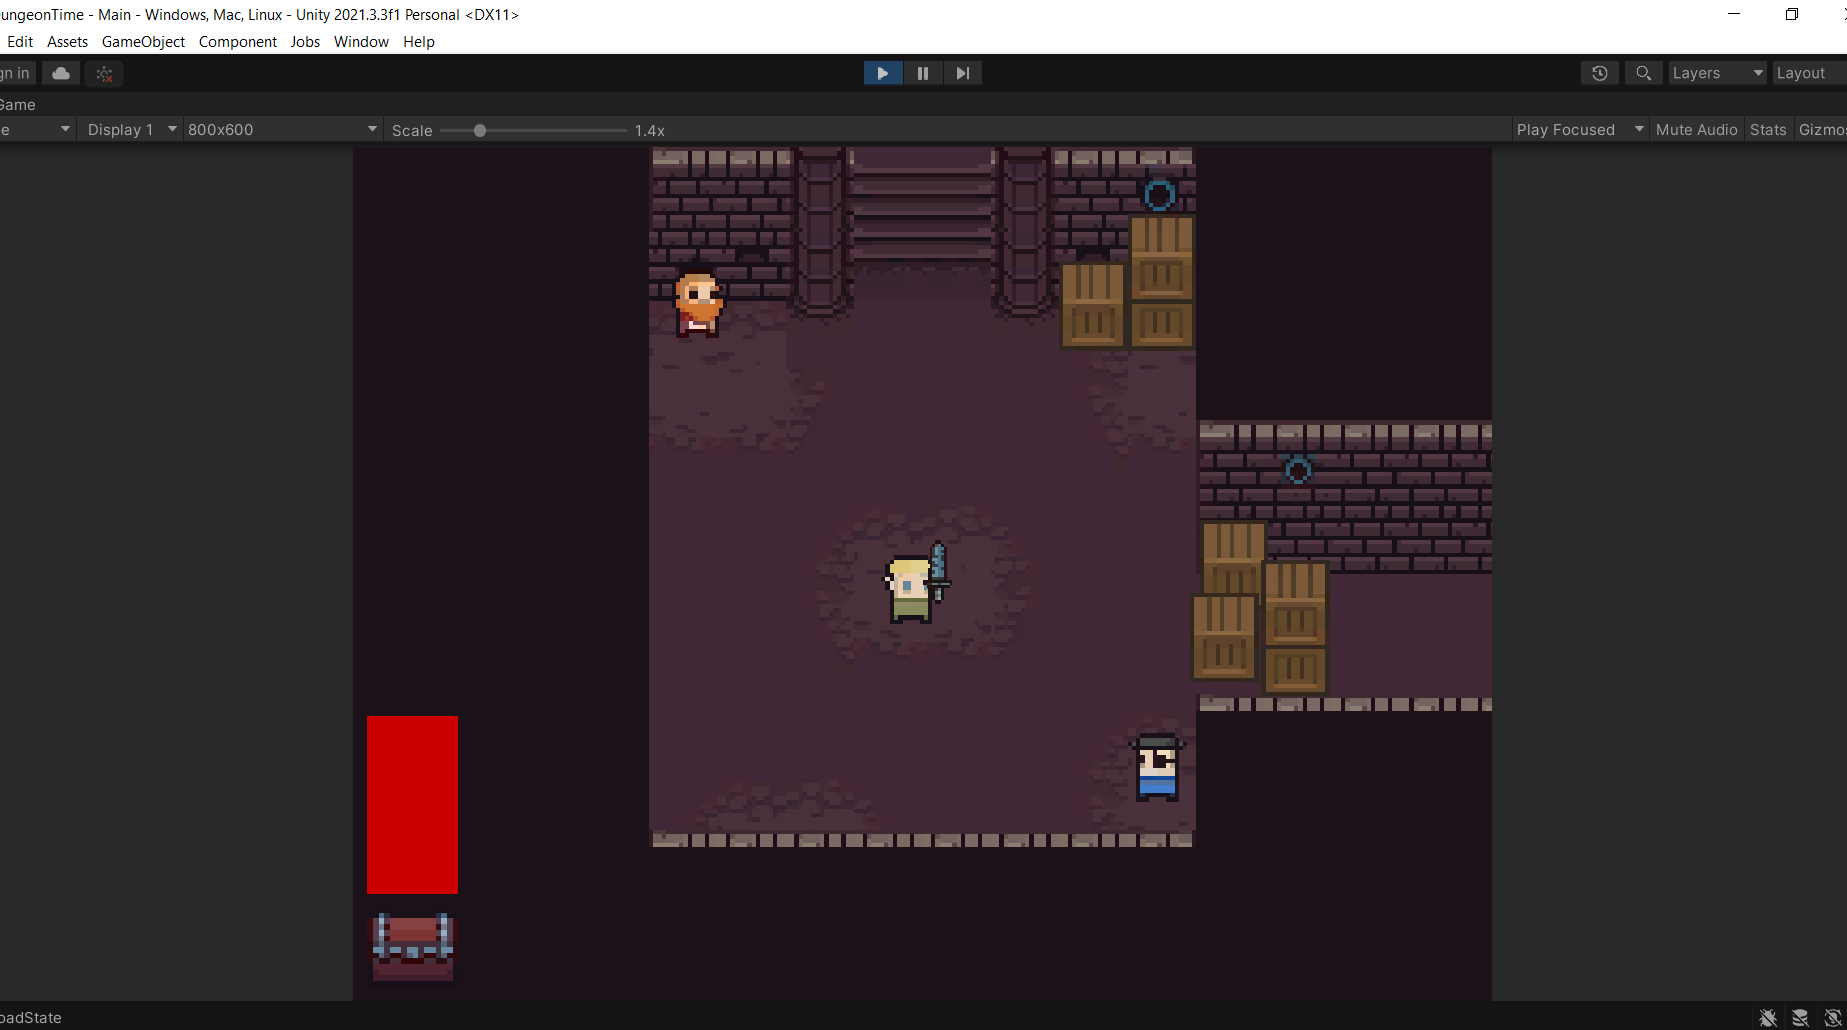 ungeonTime - Main - Windows, Mac, Linux - Unity 2021.3.3f1 Personal <DX11>
Edit Assets GameObject Component Jobs Window Help
gn in Layers Layout
Game
e Display 1 800x600 Scale 1.4x Play Focused Mute Audio Stats Gizmos
oadState